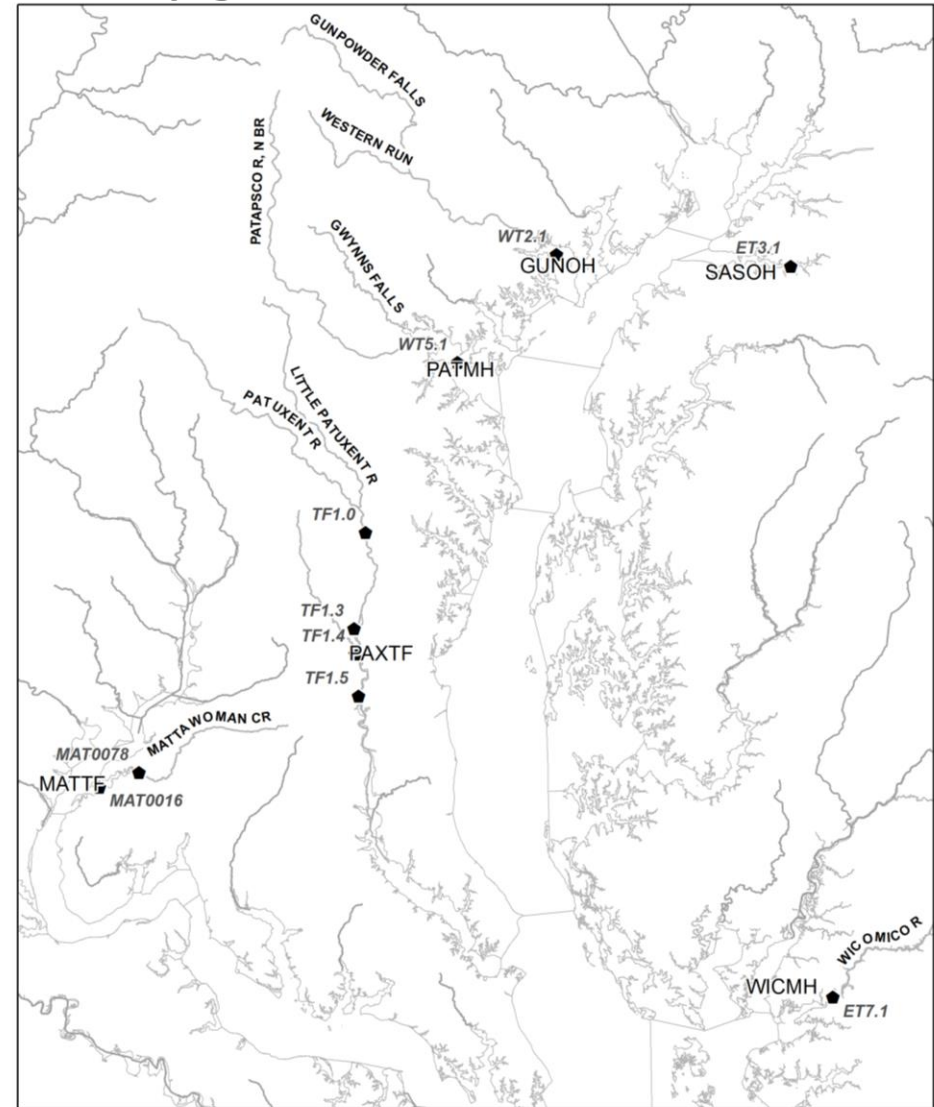 GUNPOWDER FALLS
WESTERN RUN
PATAPSCO R, N BR
GWYNNS FALLS
WT2.1
GUNOH
ET3.1
SASOH
WT5.1
PATMH
LITTLE PATUXENT R
PATUXENT R
TF1.0
TF1.3
TF1.4
PAXTF
TF1.5
MATTAWOMAN CR
MAT0078
MATTF
MAT0016
WICOMICO R
WICMH
ET7.1